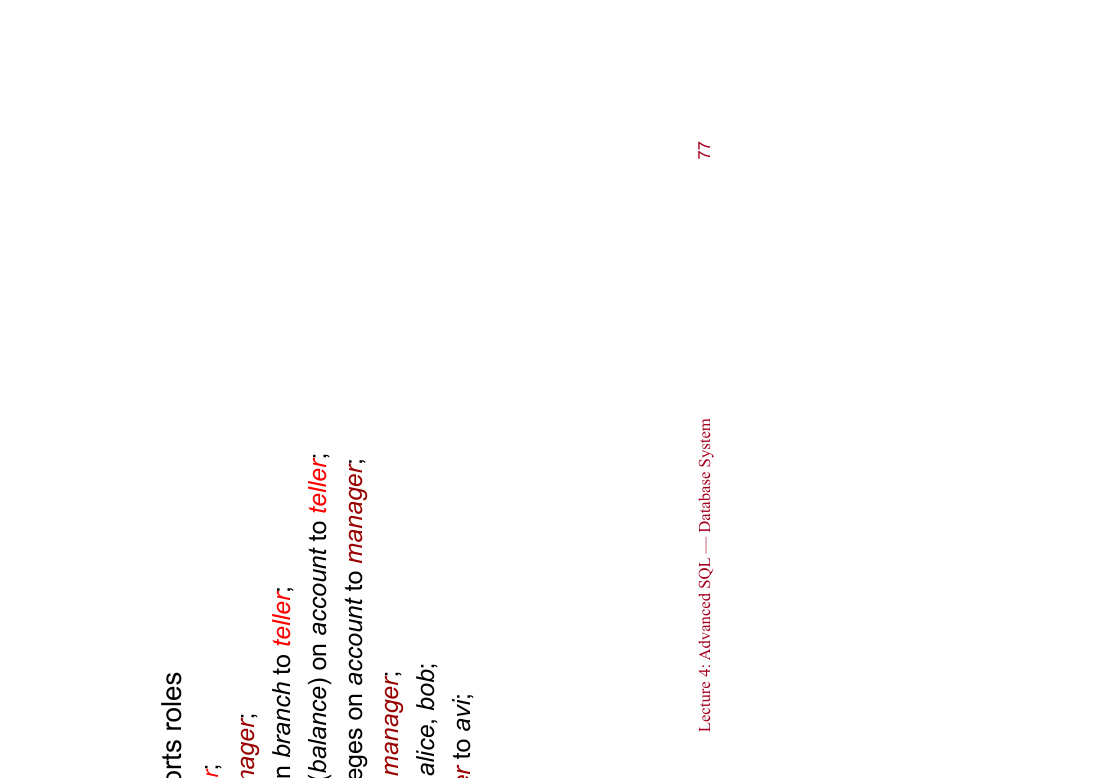 orts roles
r;
nager;
n branch to teller;
(balance) on account to teller;
eges on account to manager;
manager;
alice, bob;
er to avi;
Lecture 4: Advanced SQL — Database System 77